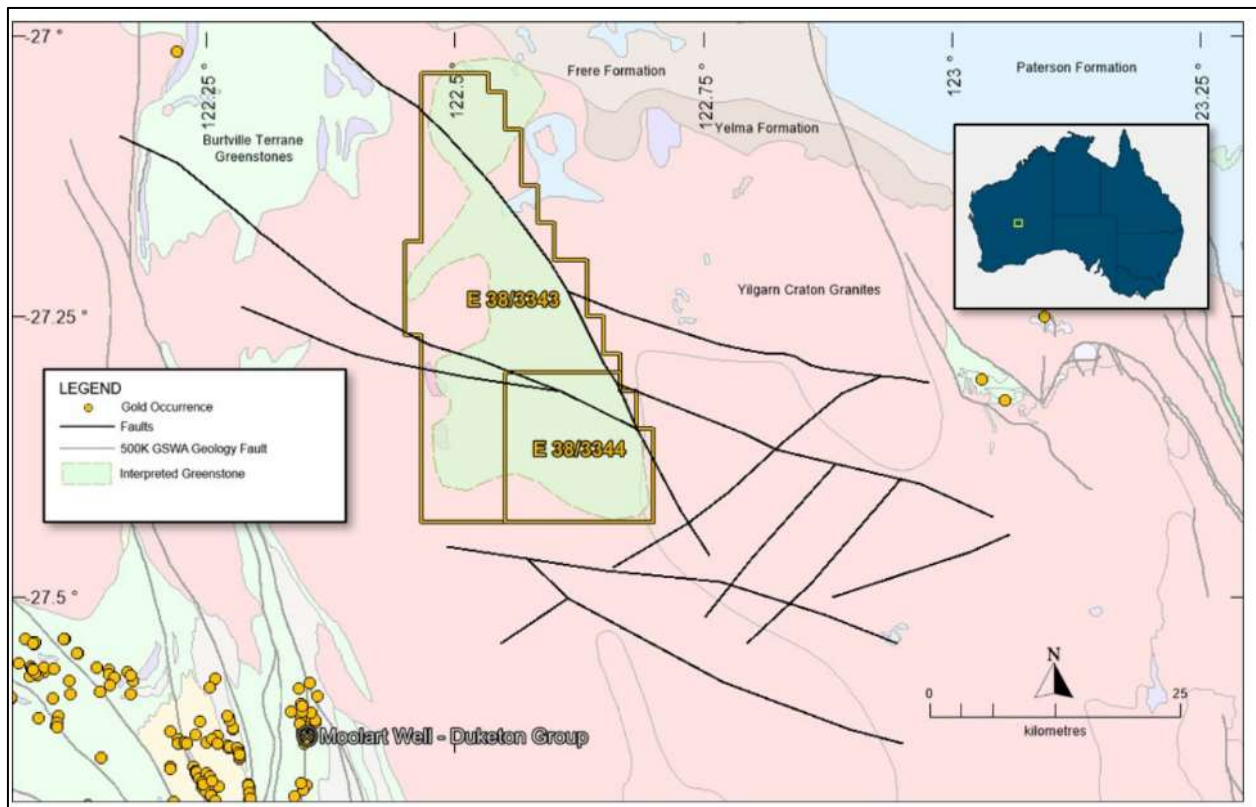 -27 °
122.25 °
122.5 °
122.75 °
123 °
23.25 °
Frere Formation
Paterson Formation
Burtville Terrane
Greenstones
Yelma Formation
E 38/3343
Yilgarn Craton Granites
-27.25 °
LEGEND
Gold Occurrence
Faults
500K GSWA Geology Fault
Interpreted Greenstone
E 38/3344
-27.5 °
N
0
25
kilometres
Moolart Well - Duketon Group